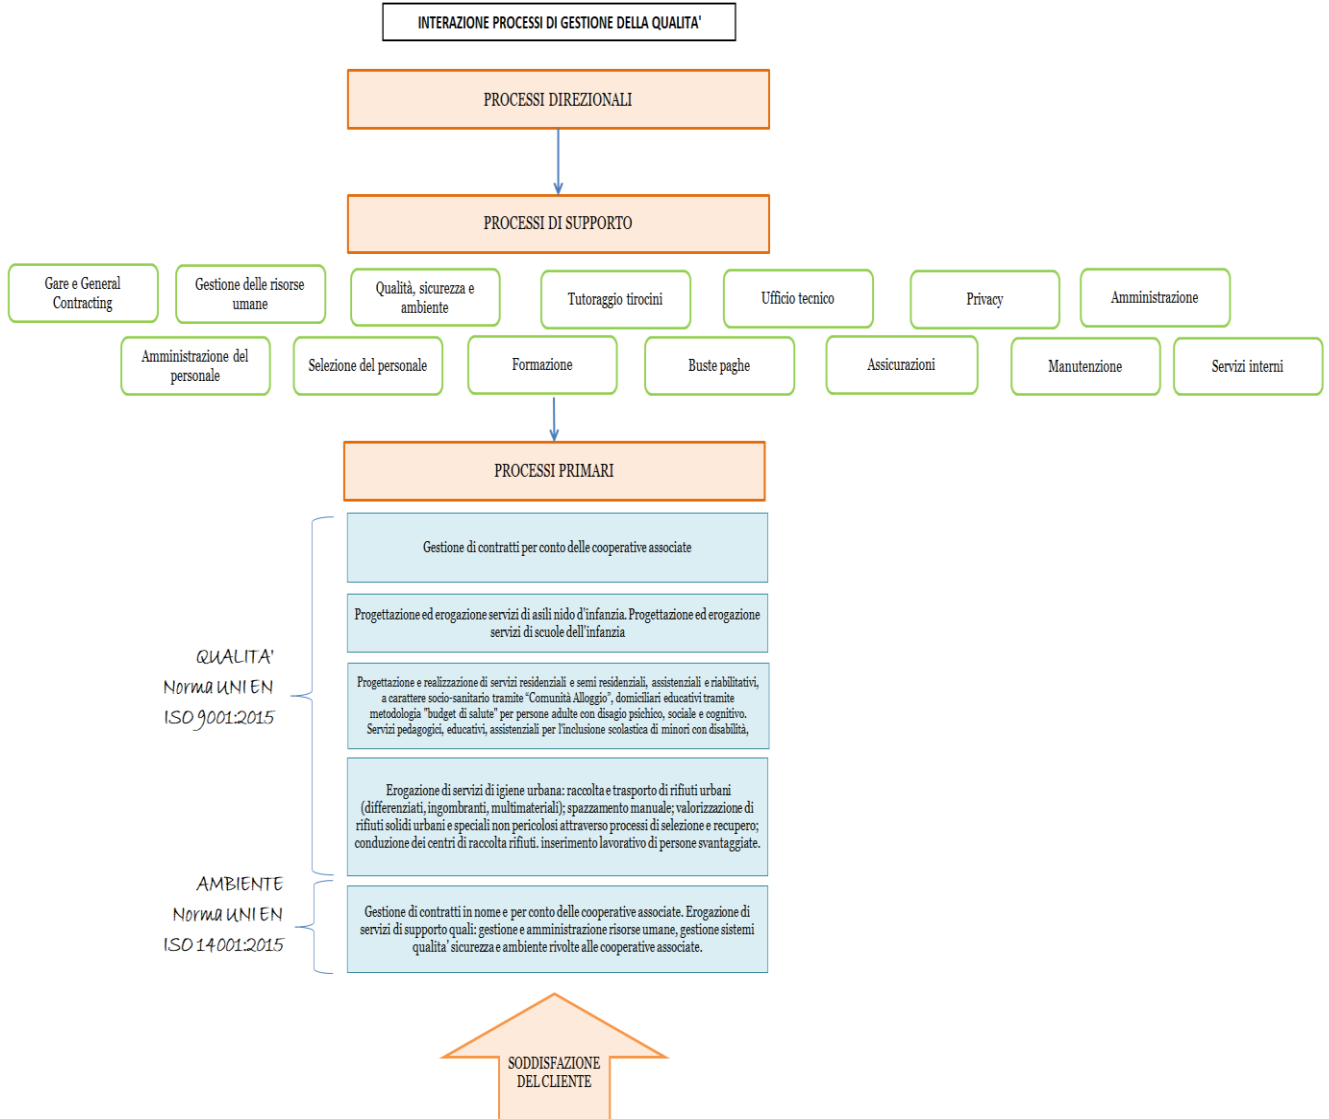 INTERAZIONE PROCESSI DI GESTIONE DELLA QUALITA'
PROCESSI DIREZIONALI
PROCESSI DI SUPPORTO
Gare e General
Contracting
Gestione delle risorse
umane
Qualità, sicurezza e
ambiente
Tutoraggio tirocini
Ufficio tecnico
Privacy
Amministrazione
Amministrazione del
personale
Selezione del personale
Formazione
Buste paghe
Assicurazioni
Manutenzione
Servizi interni
PROCESSI PRIMARI
QUALITA'
Norma UNI EN
ISO 9001:2015
Gestione di contratti per conto delle cooperative associate
Progettazione ed erogazione servizi di asili nido d'infanzia. Progettazione ed erogazione
servizi di scuole dell'infanzia
Progettazione e realizzazione di servizi residenziali e semi residenziali, assistenziali e riabilitativi,
a carattere socio-sanitario tramite “Comunità Alloggio”, domiciliari educativi tramite
metodologia "budget di salute" per persone adulte con disagio psichico, sociale e cognitivo.
Servizi pedagogici, educativi, assistenziali per l'inclusione scolastica di minori con disabilità,
Erogazione di servizi di igiene urbana: raccolta e trasporto di rifiuti urbani
(differenziati, ingombranti, multimateriali); spazzamento manuale; valorizzazione di
rifiuti solidi urbani e speciali non pericolosi attraverso processi di selezione e recupero;
conduzione dei centri di raccolta rifiuti. inserimento lavorativo di persone svantaggiate.
AMBIENTE
Norma UNI EN
ISO 14001:2015
Gestione di contratti in nome e per conto delle cooperative associate. Erogazione di
servizi di supporto quali: gestione e amministrazione risorse umane, gestione sistemi
qualita' sicurezza e ambiente rivolte alle cooperative associate.
SODDISFAZIONE
DEL CLIENTE